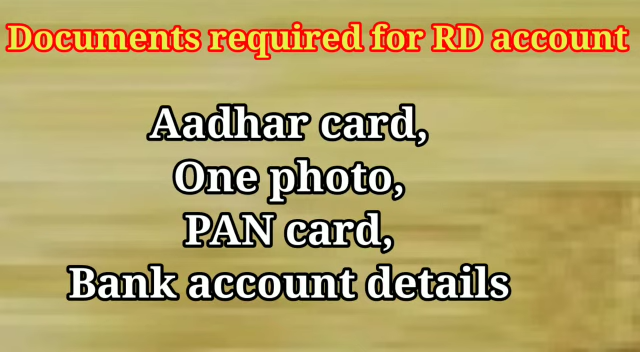 Documents required for RD account
Aadhar card,
One photo,
PAN card,
Bank account details